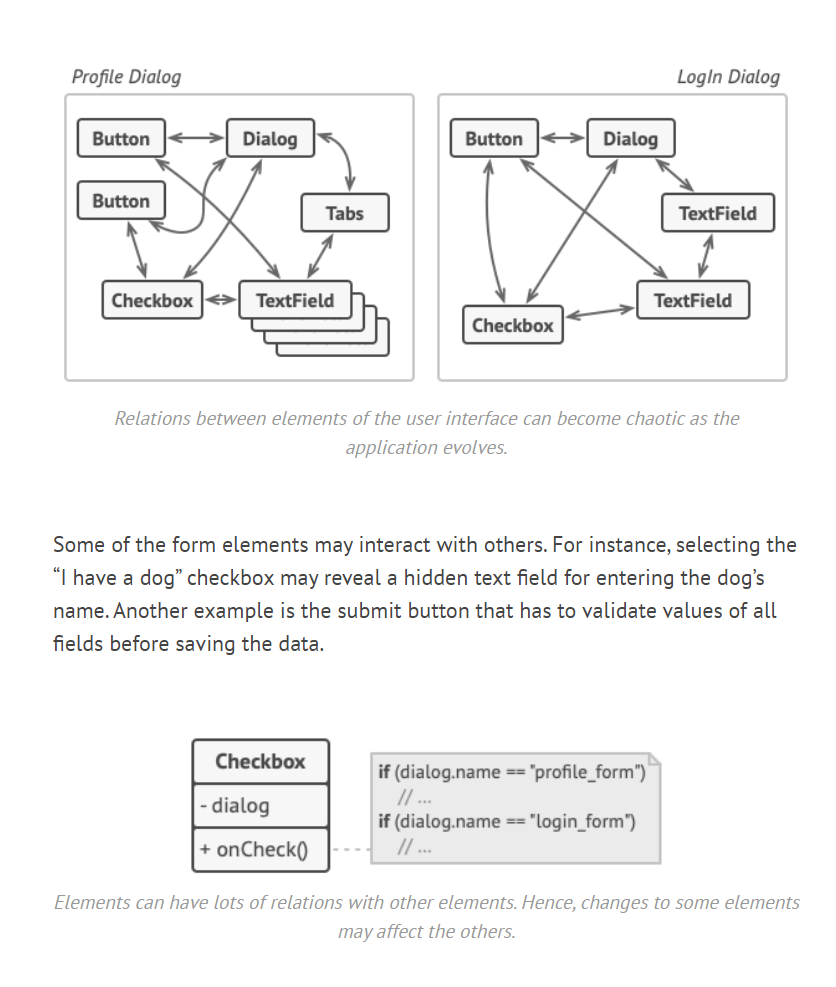 Profile Dialog
LogIn Dialog
Button
Dialog
Button
Tabs
Checkbox
TextField
Button
Dialog
TextField
TextField
Checkbox
Relations between elements of the user interface can become chaotic as the
application evolves.
Some of the form elements may interact with others. For instance, selecting the
“I have a dog” checkbox may reveal a hidden text field for entering the dog’s
name. Another example is the submit button that has to validate values of all
fields before saving the data.
Checkbox
- dialog
+ onCheck()
if (dialog.name == "profile_form")
// ...
if (dialog.name == "login_form")
// ...
Elements can have lots of relations with other elements. Hence, changes to some elements
may affect the others.